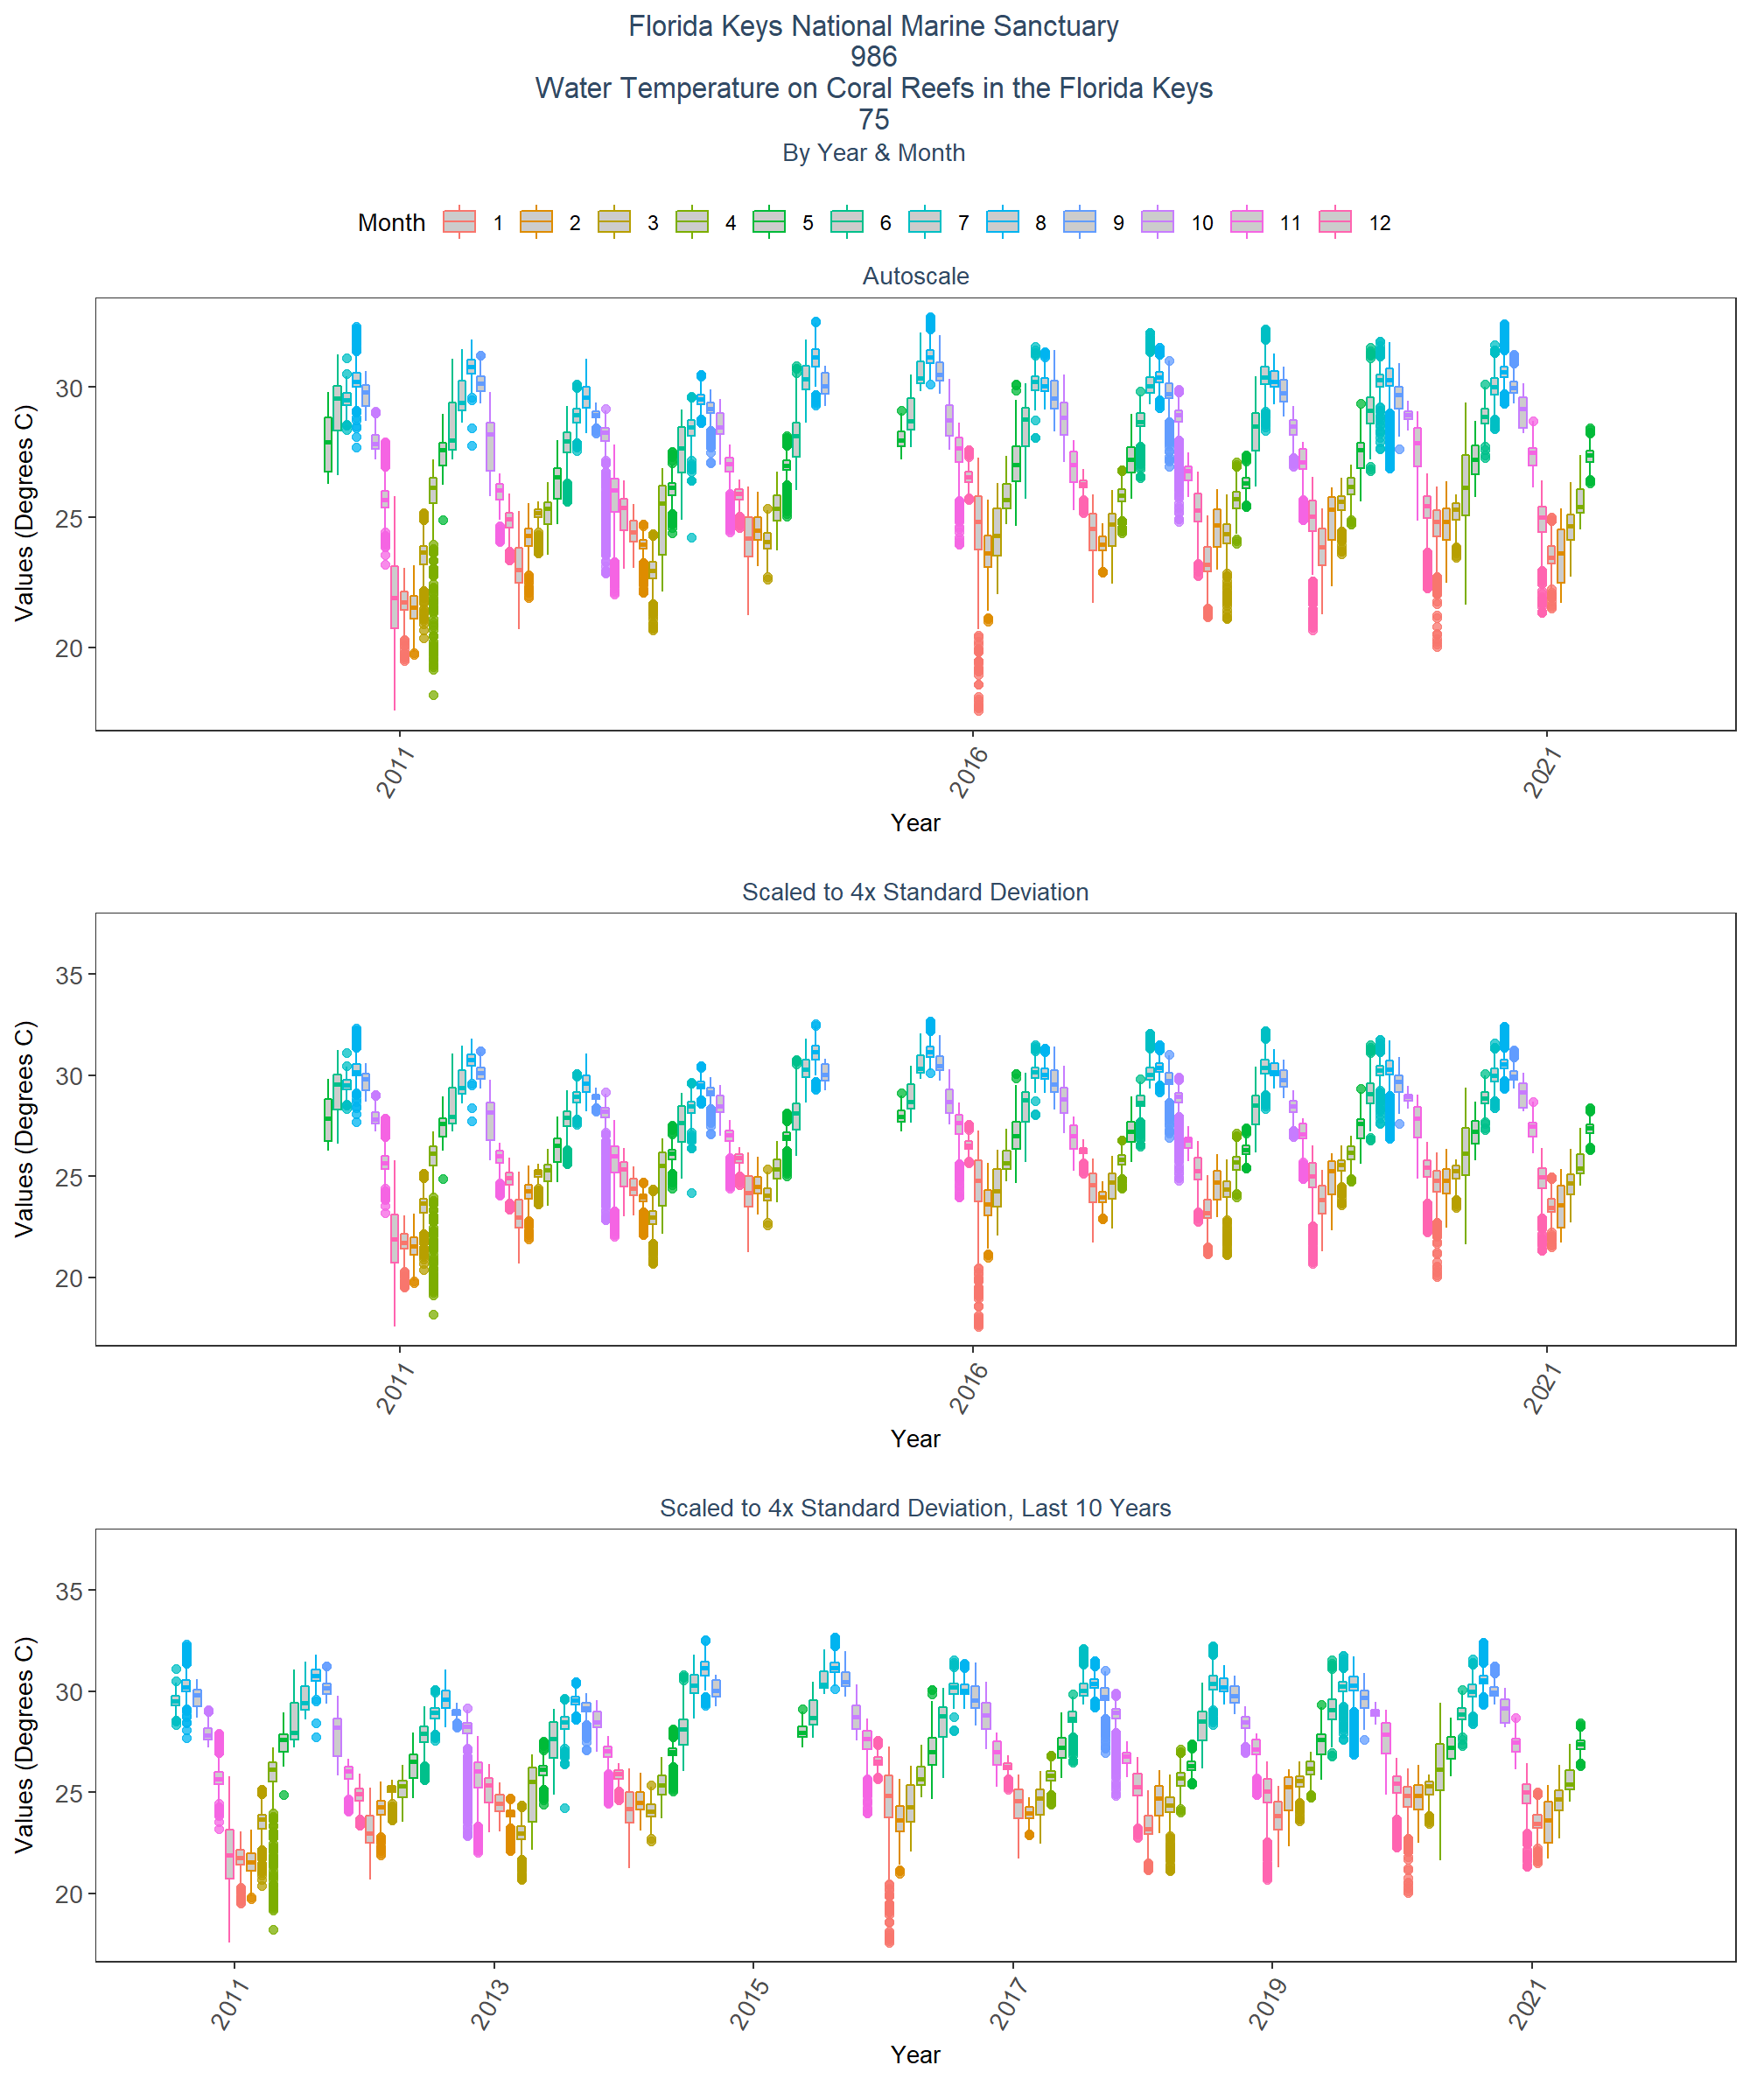 Florida Keys National Marine Sanctuary
986
Water Temperature on Coral Reefs in the Florida Keys
75
By Year & Month
Month 1 2 3 4 5 6 7 8 9 10 11 12
Autoscale
Values (Degrees C)
30
25
20
2011 2016 2021
Year
Scaled to 4x Standard Deviation
Values (Degrees C)
35
30
25
20
2011 2016 2021
Year
Scaled to 4x Standard Deviation, Last 10 Years
Values (Degrees C)
35
30
25
20
2011 2013 2015 2017 2019 2021
Year